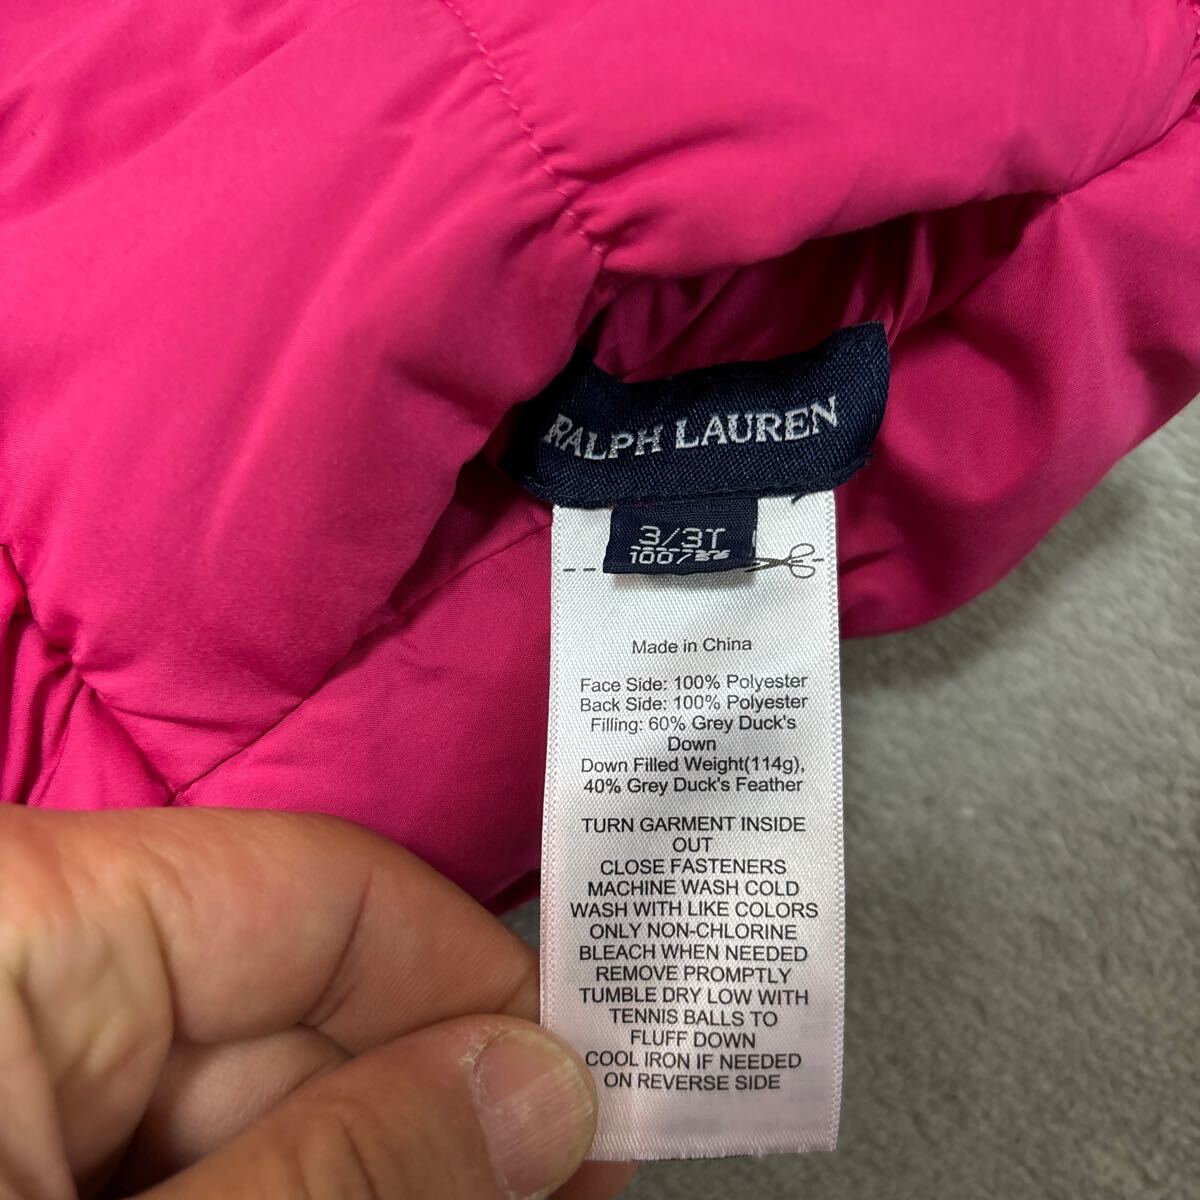 RALPH LAUREN
3/3T
Made in China
Face Side: 100% Polyester
Back Side: 100% Polyester
Filling: 60% Grey Duck's
Down
Down Filled Weight(114g),
40% Grey Duck's Feather
TURN GARMENT INSIDE
OUT
CLOSE FASTENERS
MACHINE WASH COLD
WASH WITH LIKE COLORS
ONLY NON-CHLORINE
BLEACH WHEN NEEDED
REMOVE PROMPTLY
TUMBLE DRY LOW WITH
TENNIS BALLS TO
FLUFF DOWN
COOL IRON IF NEEDED
ON REVERSE SIDE